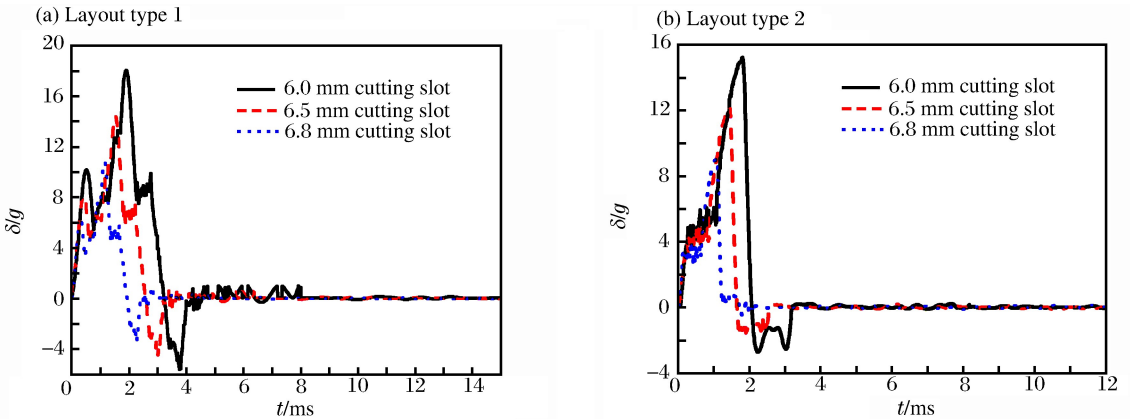 (a) Layout type 1
20
16
12
8
4
0
−4
δ/g
6.0 mm cutting slot
6.5 mm cutting slot
6.8 mm cutting slot
0 2 4 6 8 10 12 14
t/ms
(b) Layout type 2
16
12
8
4
0
−4
δ/g
6.0 mm cutting slot
6.5 mm cutting slot
6.8 mm cutting slot
0 2 4 6 8 10 12
t/ms